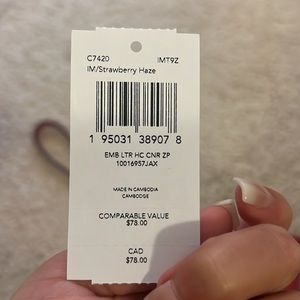 C7420 IMT9Z
IM/Strawberry Haze
1 95031 38907 8
EMB LTR HC CNR ZP
10016957JAX
MADE IN CAMBODIA
CAMBODGE
COMPARABLE VALUE
$78.00
CAD
$78.00